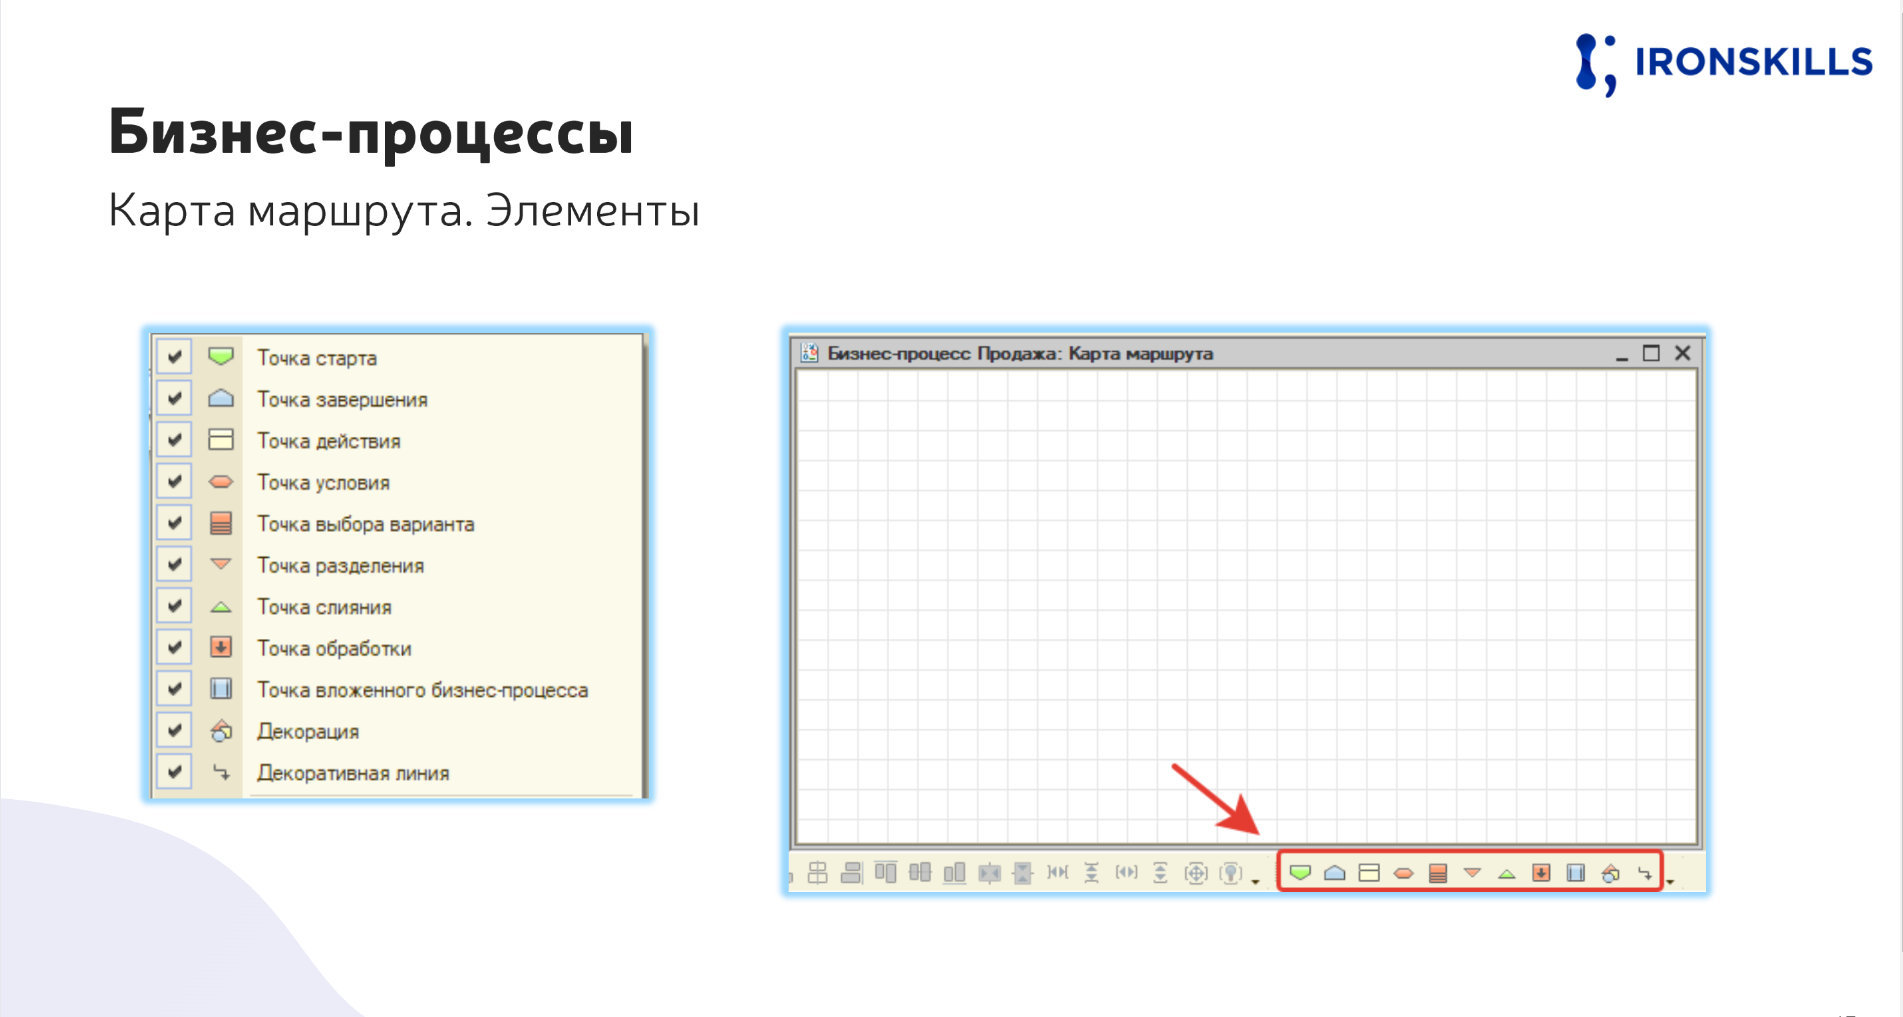 IRONSKILLS
Бизнес-процессы
Карта маршрута. Элементы
Точка старта
Точка завершения
Точка действия
Точка условия
Точка выбора варианта
Точка разделения
Точка слияния
Точка обработки
Точка вложенного бизнес-процесса
Декорация
Декоративная линия
Бизнес-процесс Продажа: Карта маршрута